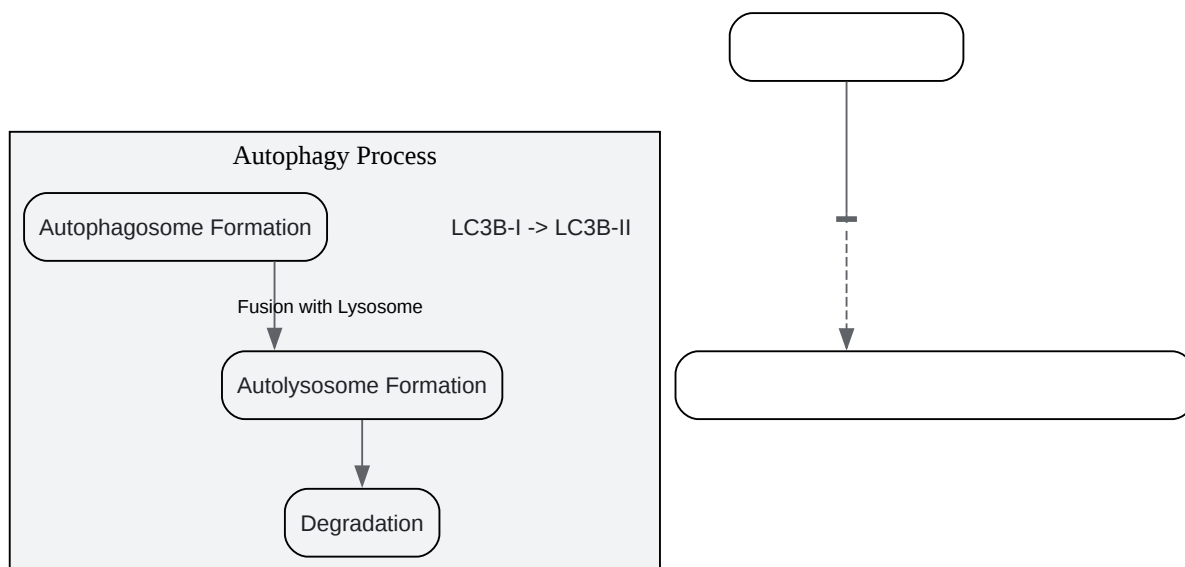 Autophagy Process
Autophagosome Formation
LC3B-I -> LC3B-II
Fusion with Lysosome
Autolysosome Formation
Degradation